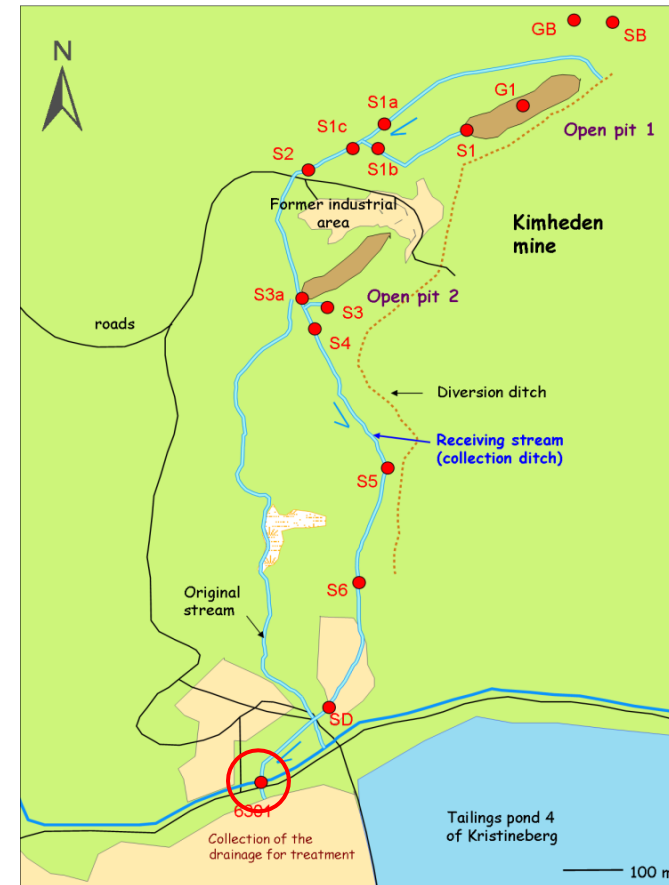 GB
SB
N
G1
S1a
S1c
S1
Open pit 1
S1b
S2
Former industrial
area
Kimheden
mine
S3a
Open pit 2
S3
roads
S4
Diversion ditch
Receiving stream
(collection ditch)
S5
S6
Original
stream
SD
6301
Tailings pond 4
of Kristineberg
Collection of the
drainage for treatment
100 m